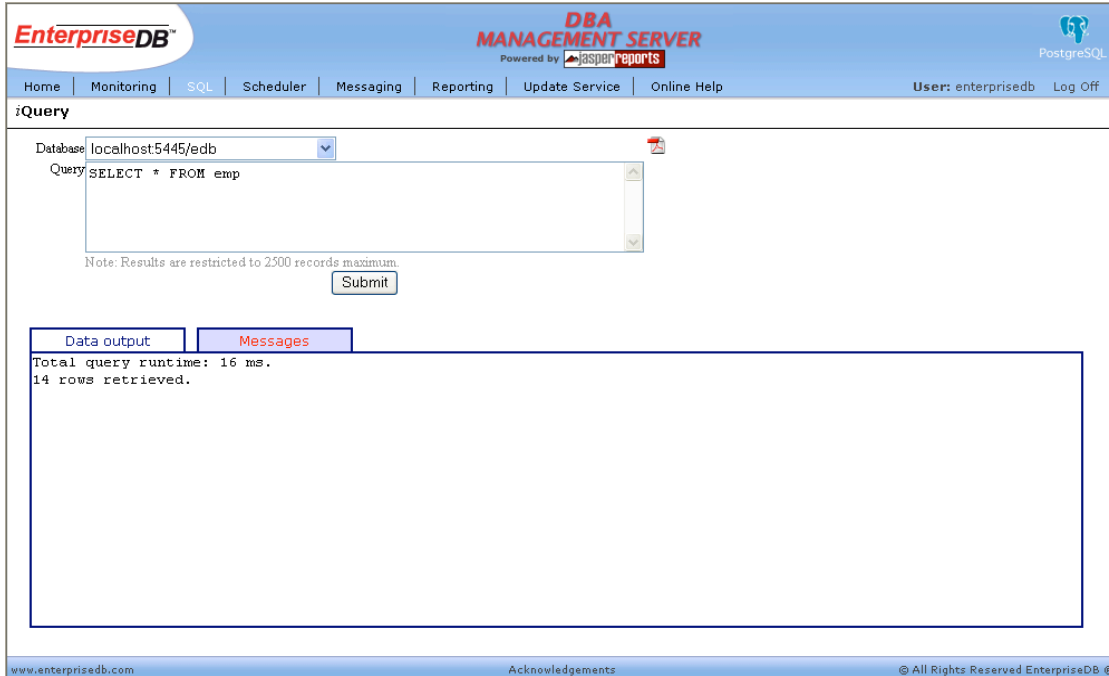 EnterpriseDB™
DBA
MANAGEMENT SERVER
Powered by jasperreports
PostgreSQL
Home Monitoring SQL Scheduler Messaging Reporting Update Service Online Help User: enterprisedb Log Off
iQuery
Database localhost:5445/edb
Query SELECT * FROM emp
Note: Results are restricted to 2500 records maximum.
Submit
Data output Messages
Total query runtime: 16 ms.
14 rows retrieved.
www.enterprisedb.com Acknowledgements © All Rights Reserved EnterpriseDB ©